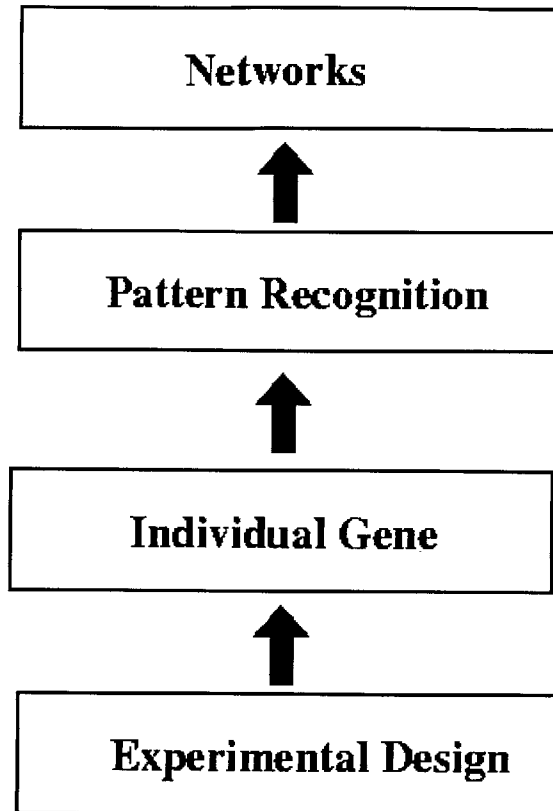 Networks
Pattern Recognition
Individual Gene
Experimental Design